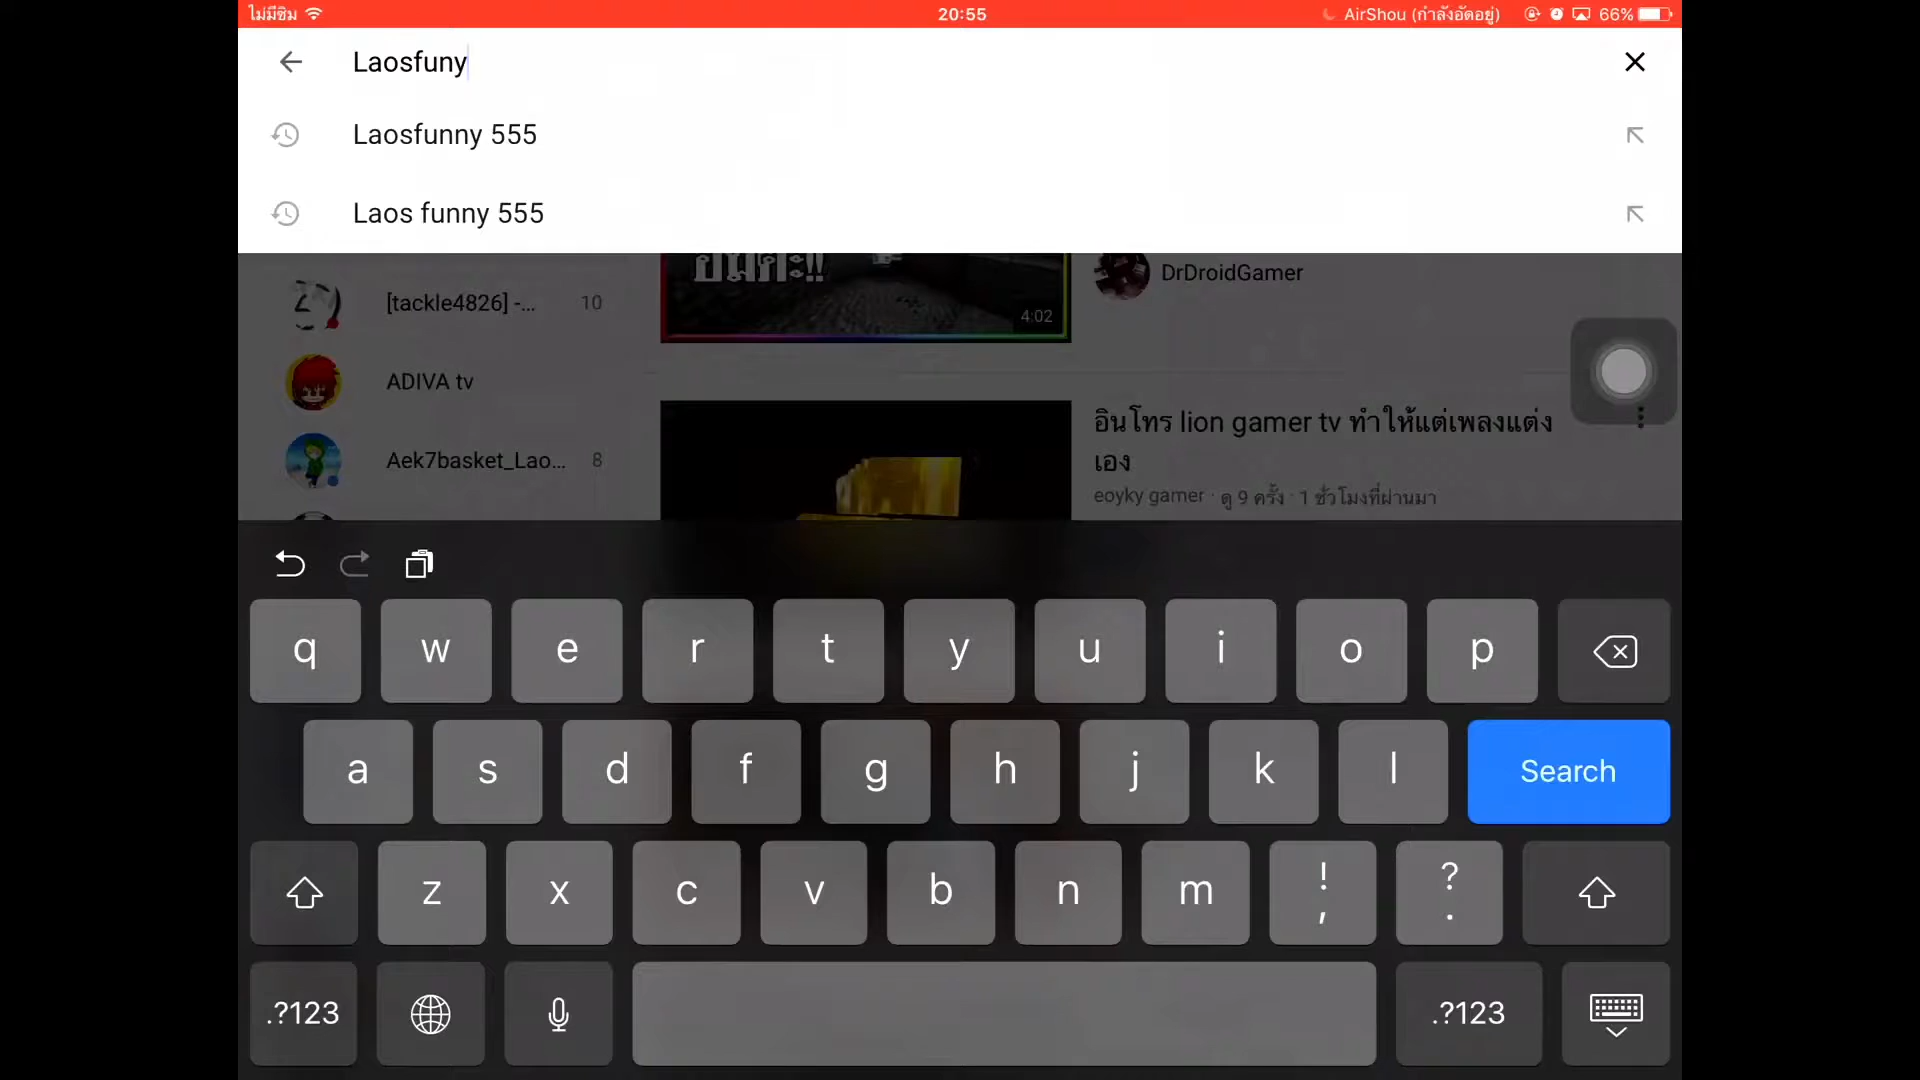 ไม่มีซิม
20:55
AirShou (กำลังอัดอยู่)
66%
Laosfuny
Laosfunny 555
Laos funny 555
4:02
DrDroidGamer
[tackle4826] -...
10
ADIVA tv
Aek7basket_Lao...
8
อินโทร lion gamer tv ทำให้แต่เพลงแต่ง
เอง
eoyky gamer · ดู 9 ครั้ง · 1 ชั่วโมงที่ผ่านมา
q w e r t y u i o p
a s d f g h j k l Search
z x c v b n m ! , ? .
.?123 .?123